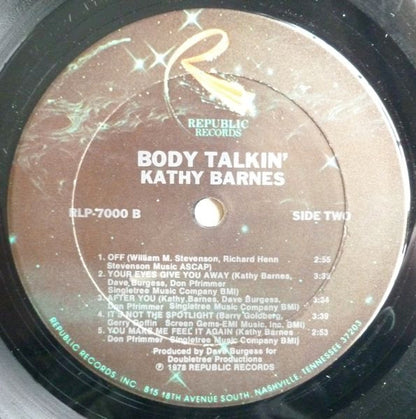 REPUBLIC
RECORDS
BODY TALKIN'
KATHY BARNES
RLP-7000 B SIDE TWO
1. OFF (William M. Stevenson, Richard Henn 2:55
Stevenson Music ASCAP)
2. YOUR EYES GIVE YOU AWAY (Kathy Barnes, 3:39
Dave Burgess, Don Pfrimmer
Singletree Music Company BMI)
3. AFTER YOU (Kathy Barnes, Dave Burgess, 3:34
Don Pfrimmer Singletree Music Company BMI)
4. IT'S NOT THE SPOTLIGHT (Barry Goldberg, 3:39
Gerry Goffin Screen Gems-EMI Music, Inc. BMI)
5. YOU MAKE ME FEEL IT AGAIN (Kathy Barnes 2:53
Don Pfrimmer Singletree Music Company BMI)
Produced by Dave Burgess for
Doubletree Productions
Ⓟ 1978 REPUBLIC RECORDS
REPUBLIC RECORDS, INC. 815 18TH AVENUE SOUTH, NASHVILLE, TENNESSEE 37203